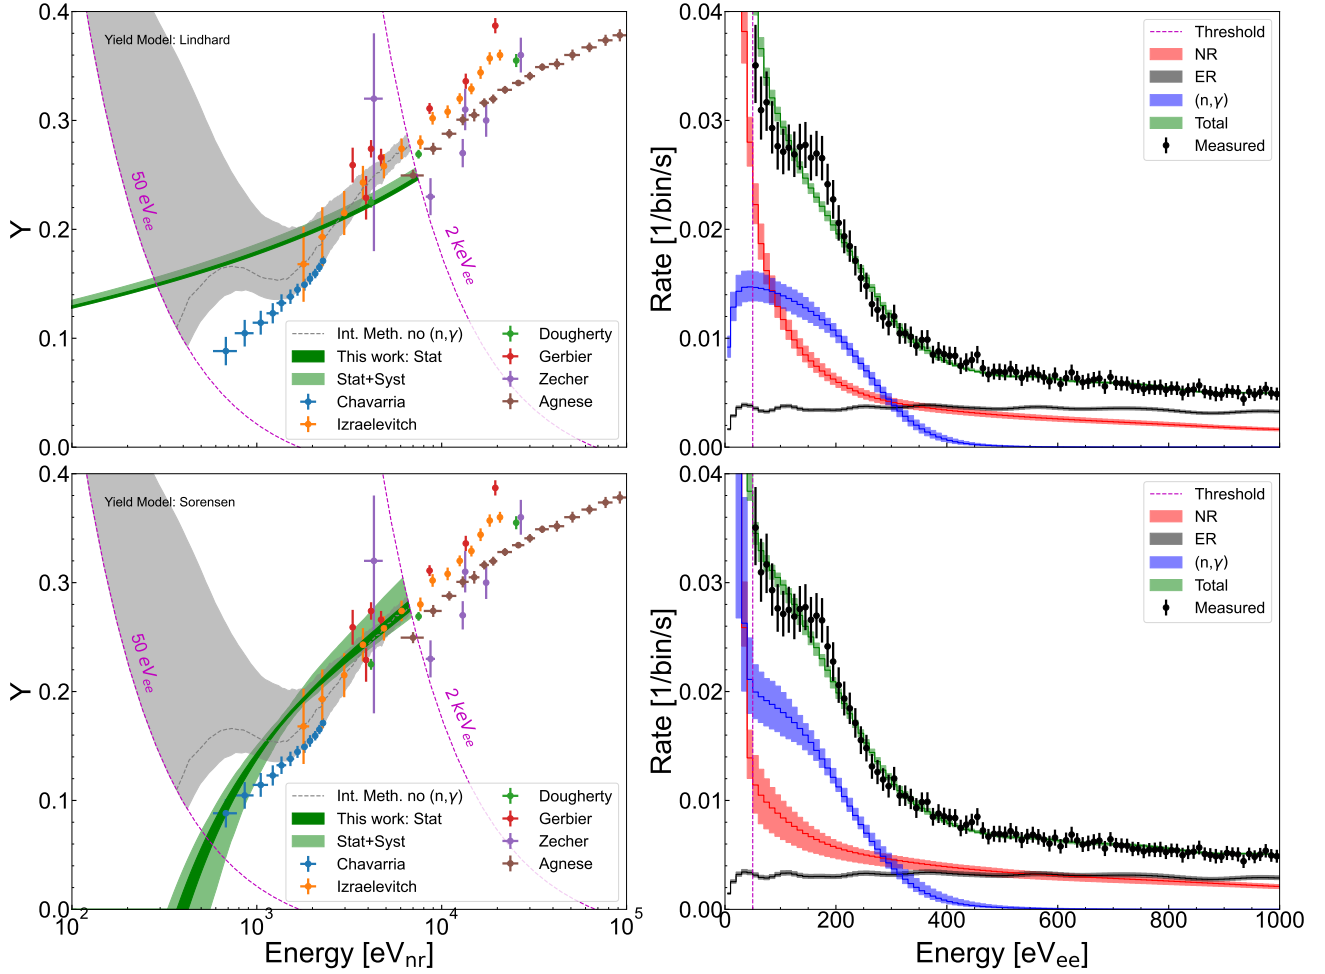 Yield Model: Lindhard
0.4
0.3
0.2
0.1
0.0
Y
50 eVee
2 keVee
Int. Meth. no (n,γ)
This work: Stat
Stat+Syst
Chavarria
Izraelevitch
Dougherty
Gerbier
Zecher
Agnese
0.04
0.03
0.02
0.01
0.00
Rate [1/bin/s]
Threshold
NR
ER
(n,γ)
Total
Measured
Yield Model: Sorensen
0.4
0.3
0.2
0.1
0.0
Y
50 eVee
2 keVee
Int. Meth. no (n,γ)
This work: Stat
Stat+Syst
Chavarria
Izraelevitch
Dougherty
Gerbier
Zecher
Agnese
10^2
10^3
10^4
10^5
Energy [eVnr]
0.04
0.03
0.02
0.01
0.00
Rate [1/bin/s]
Threshold
NR
ER
(n,γ)
Total
Measured
0
200
400
600
800
1000
Energy [eVee]